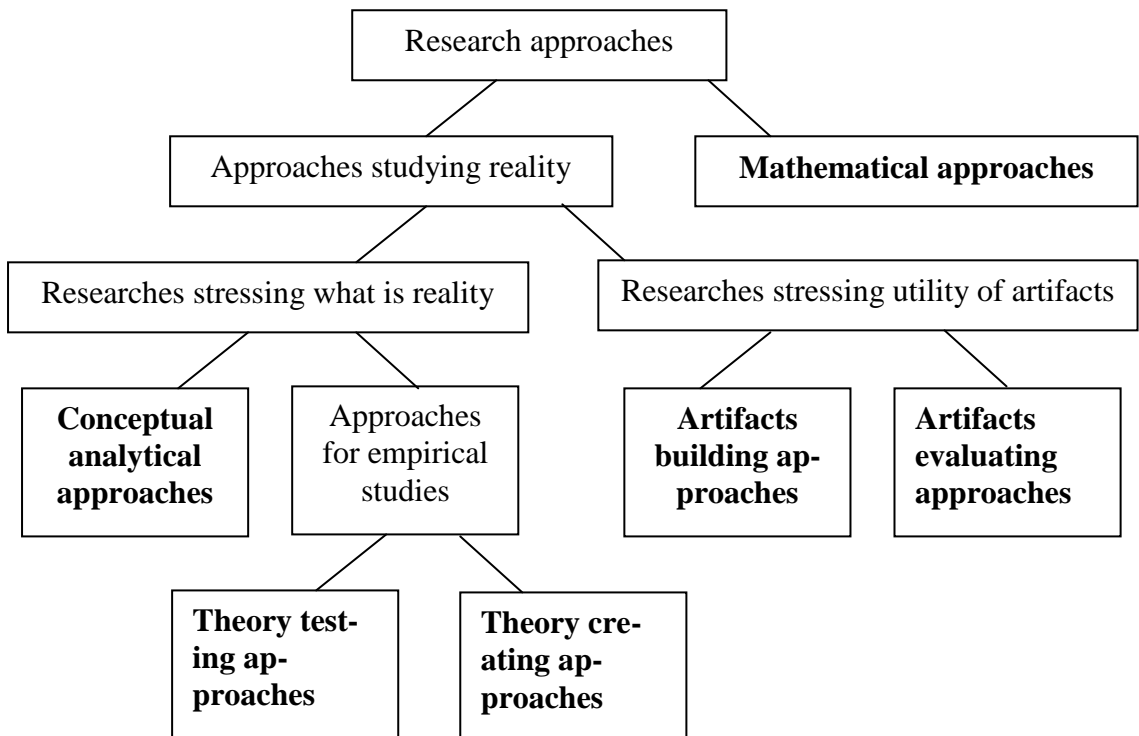 Research approaches
Approaches studying reality
Mathematical approaches
Researches stressing what is reality
Researches stressing utility of artifacts
Conceptual
analytical
approaches
Approaches
for empirical
studies
Artifacts
building ap-
proaches
Artifacts
evaluating
approaches
Theory test-
ing ap-
proaches
Theory cre-
ating ap-
proaches